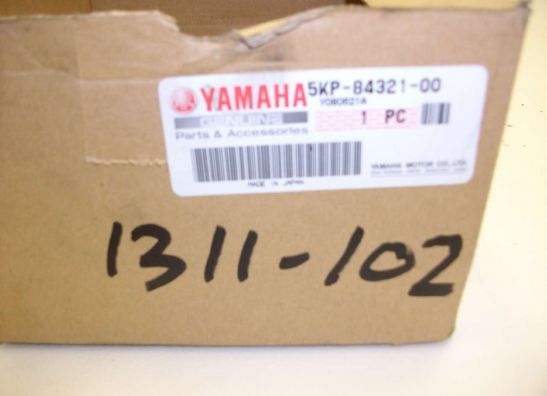 YAMAHA 5KP-84321-00
Y080621A
GENUINE 1 PC
Parts & Accessories
YAMAHA MOTOR CO.,LTD.
MADE IN JAPAN
1311-102